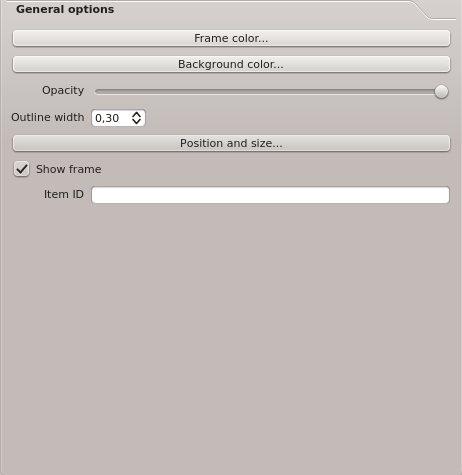 General options
Frame color...
Background color...
Opacity
Outline width 0,30
Position and size...
Show frame
Item ID